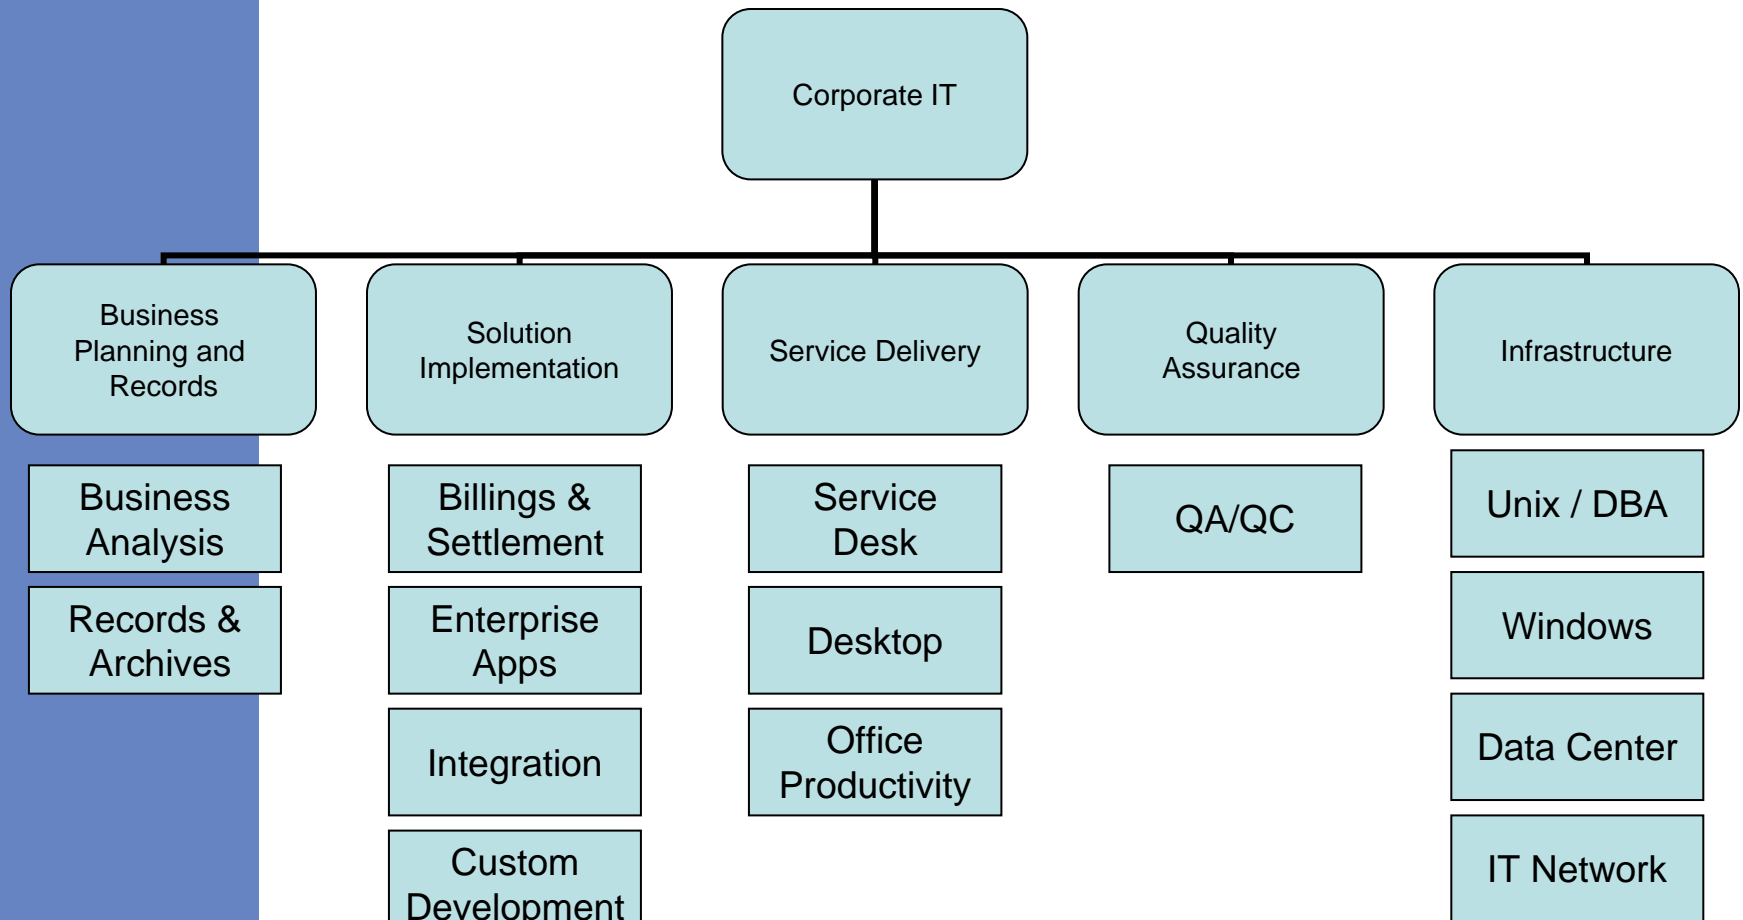 Corporate IT
Business
Planning and
Records
Solution
Implementation
Service Delivery
Quality
Assurance
Infrastructure
Business
Analysis
Records &
Archives
Billings &
Settlement
Enterprise
Apps
Integration
Custom
Development
Service
Desk
Desktop
Office
Productivity
QA/QC
Unix / DBA
Windows
Data Center
IT Network